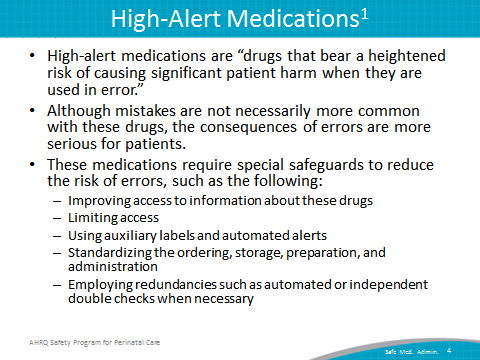 High-Alert Medications1
• High-alert medications are “drugs that bear a heightened
risk of causing significant patient harm when they are
used in error.”
• Although mistakes are not necessarily more common
with these drugs, the consequences of errors are more
serious for patients.
• These medications require special safeguards to reduce
the risk of errors, such as the following:
– Improving access to information about these drugs
– Limiting access
– Using auxiliary labels and automated alerts
– Standardizing the ordering, storage, preparation, and
administration
– Employing redundancies such as automated or independent
double checks when necessary
AHRQ Safety Program for Perinatal Care
Safe Medi. Admin. 4